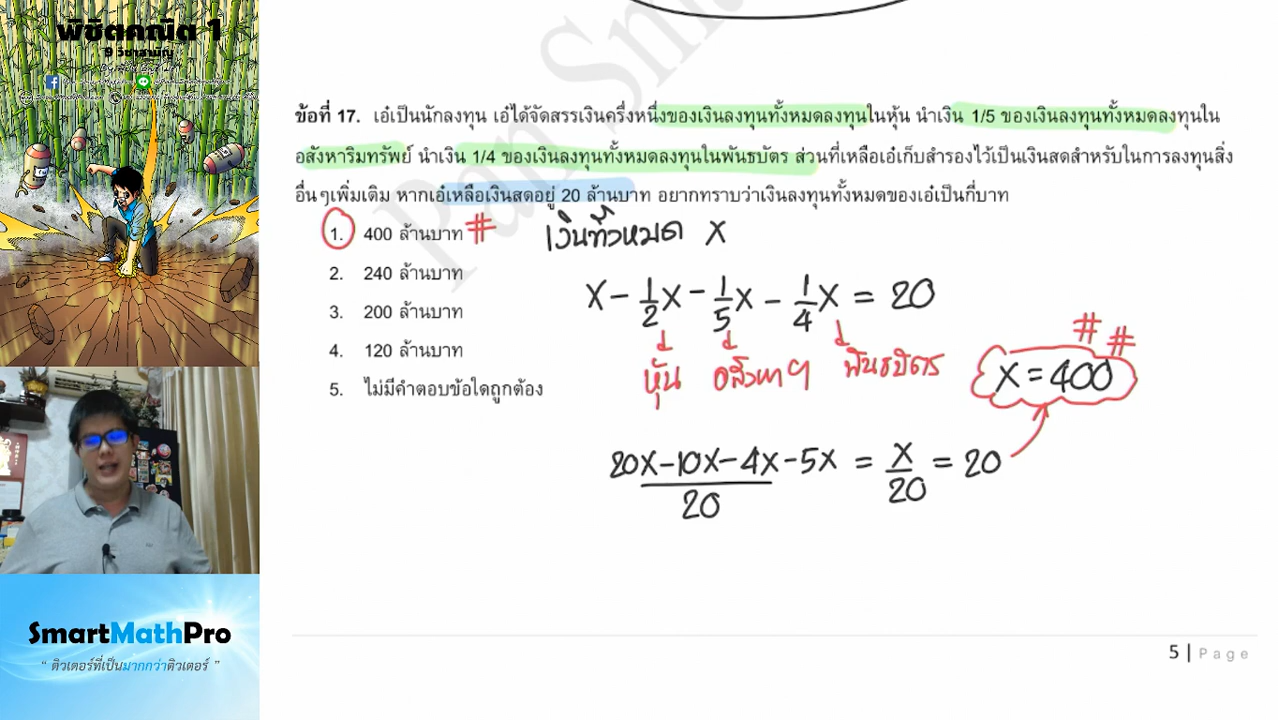 พิชิตคณิต 1
9 วิชาสามัญ
ข้อที่ 17. เอ๋เป็นนักลงทุน เอ๋ได้จัดสรรเงินครึ่งหนึ่งของเงินลงทุนทั้งหมดลงทุนในหุ้น นำเงิน 1/5 ของเงินลงทุนทั้งหมดลงทุนใน
อสังหาริมทรัพย์ นำเงิน 1/4 ของเงินลงทุนทั้งหมดลงทุนในพันธบัตร ส่วนที่เหลือเอ๋เก็บสำรองไว้เป็นเงินสดสำหรับในการลงทุนสิ่ง
อื่นๆเพิ่มเติม หากเอ๋เหลือเงินสดอยู่ 20 ล้านบาท อยากทราบว่าเงินลงทุนทั้งหมดของเอ๋เป็นกี่บาท
1. 400 ล้านบาท #
เงินทั้งหมด x
2. 240 ล้านบาท
x - 1/2x - 1/5x - 1/4x = 20
3. 200 ล้านบาท
4. 120 ล้านบาท
หุ้น อสังหาฯ พันธบัตร
x = 400 # #
5. ไม่มีคำตอบข้อใดถูกต้อง
20x-10x-4x-5x = x/20 = 20
20
SmartMathPro
“ ติวเตอร์ที่เป็นมากกว่าติวเตอร์ ”
5 | Page